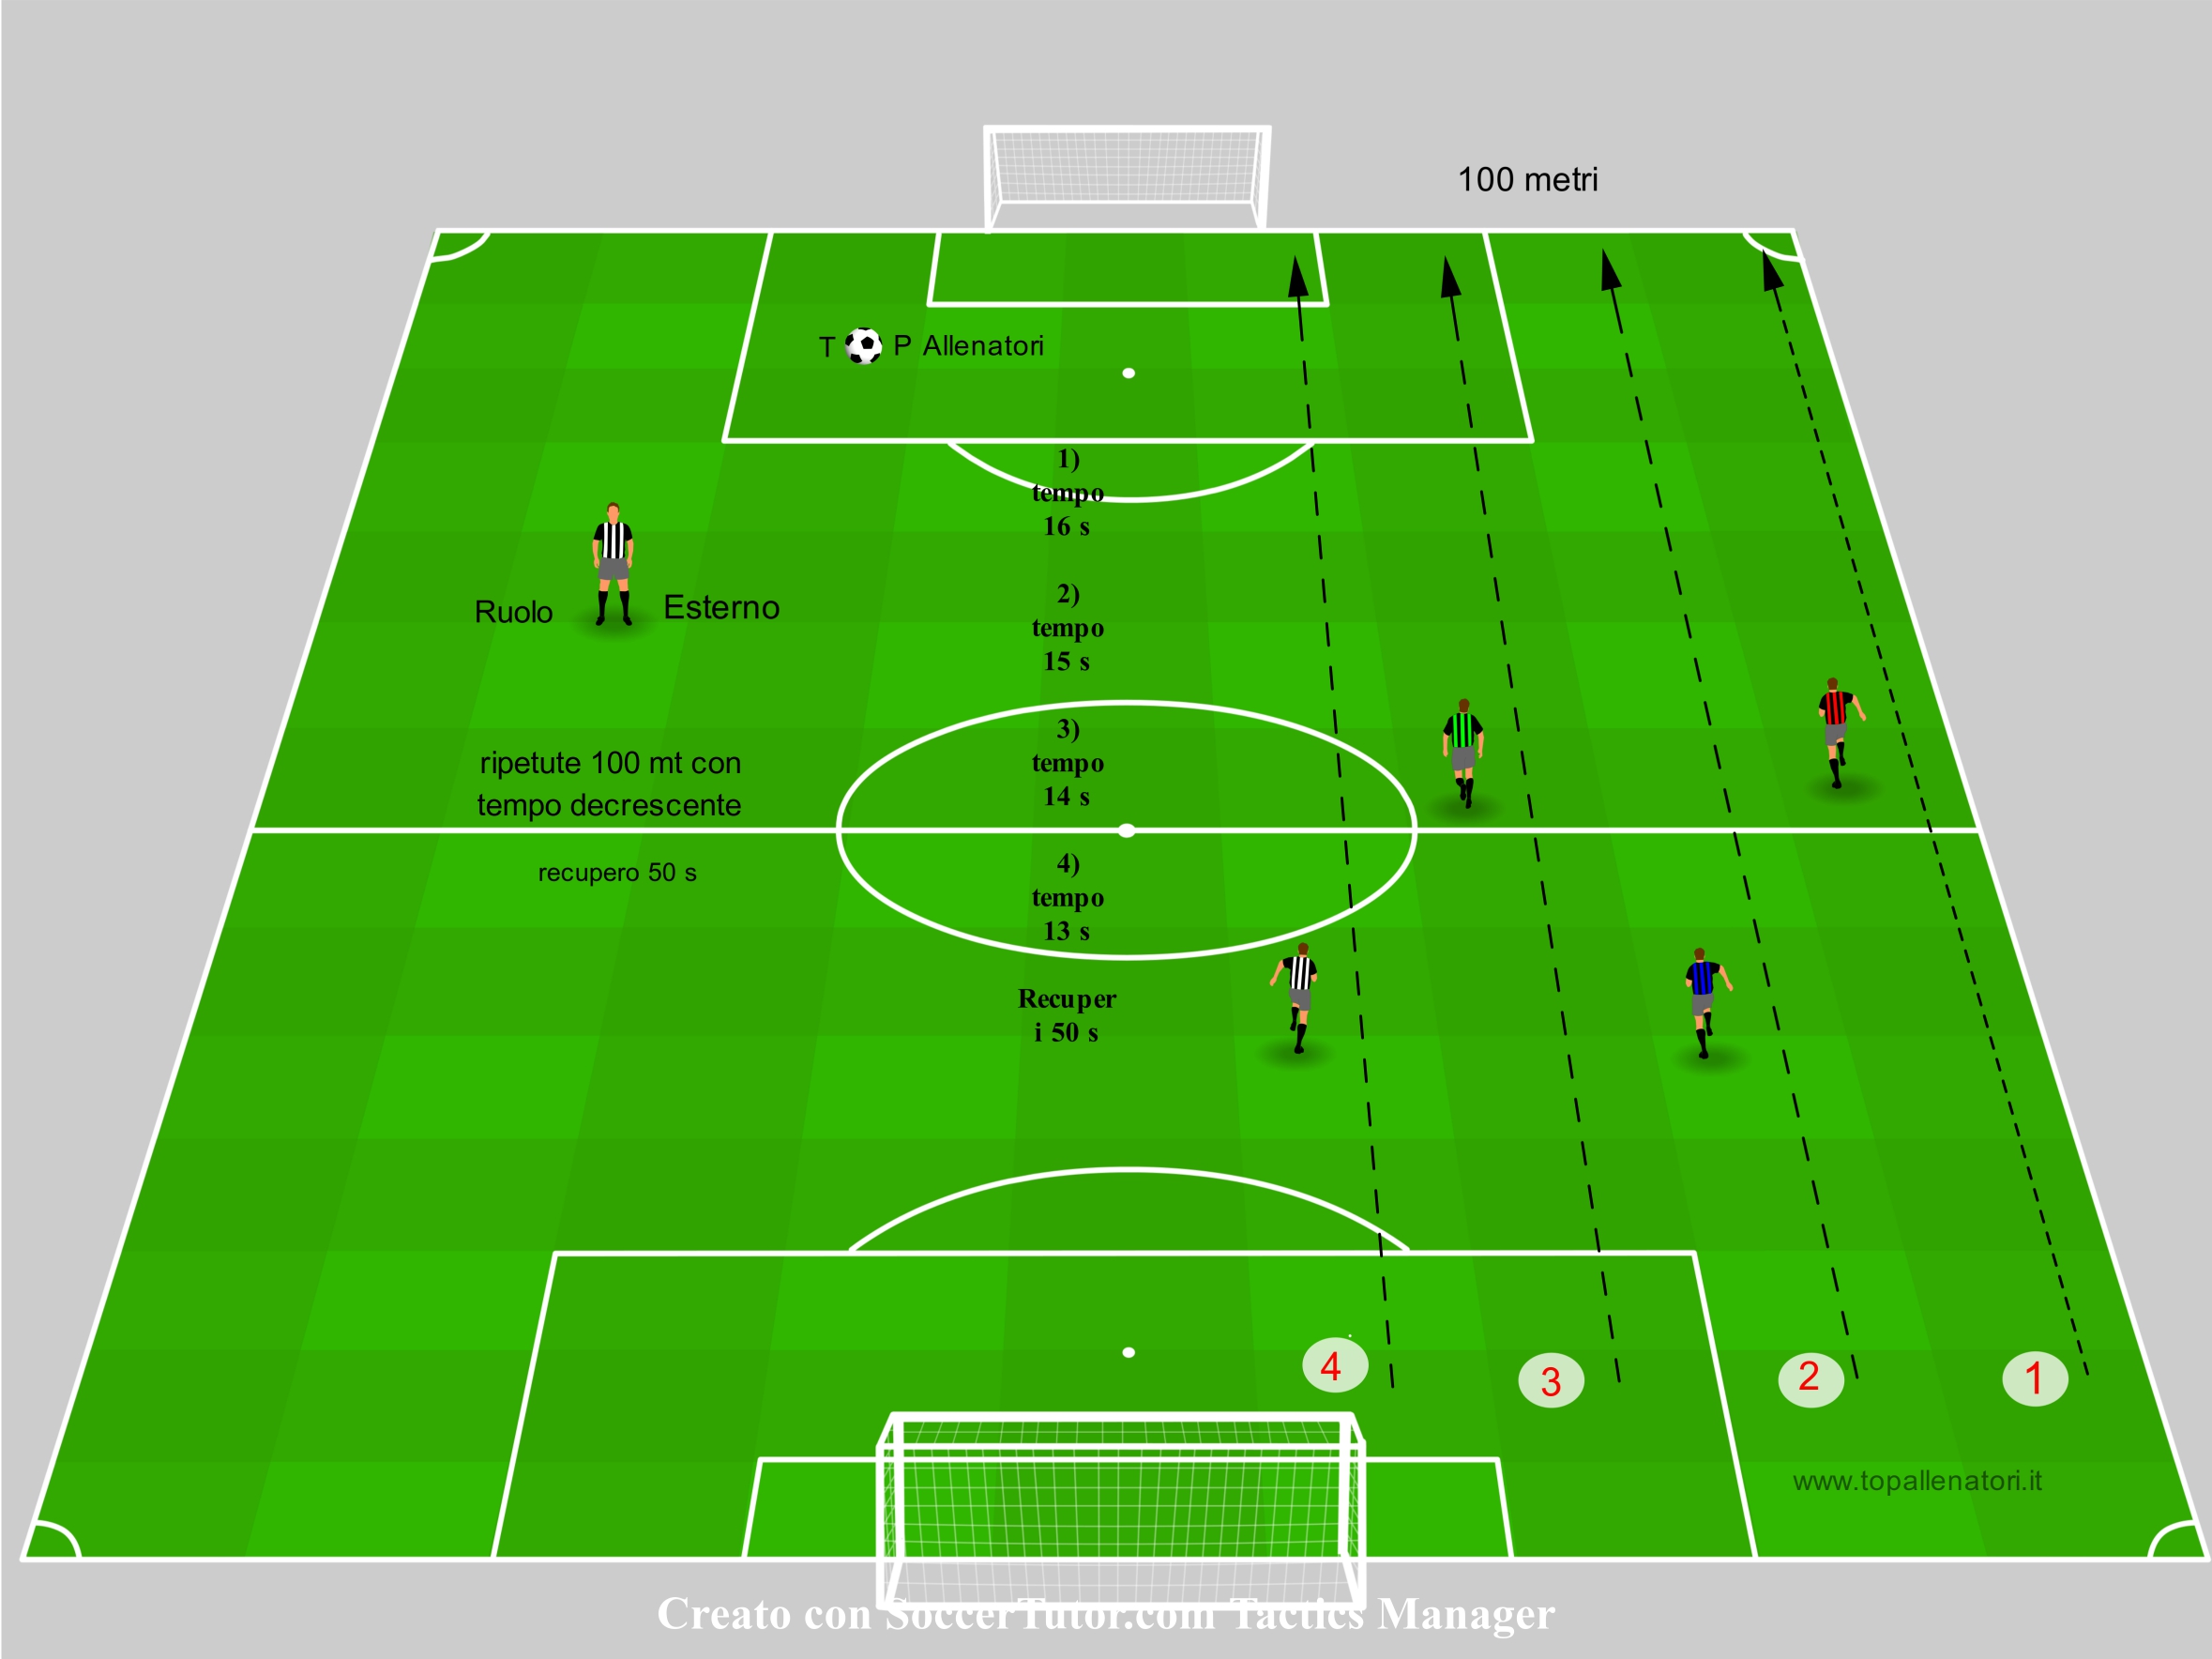 100 metri
T P Allenatori
1)
tempo
16 s
2)
tempo
15 s
Ruolo Esterno
3)
tempo
14 s
ripetute 100 mt con
tempo decrescente
recupero 50 s
4)
tempo
13 s
Recuper
i 50 s
4 3 2 1
www.topallenatori.it
Creato con SoccerTutor.com Tactics Manager